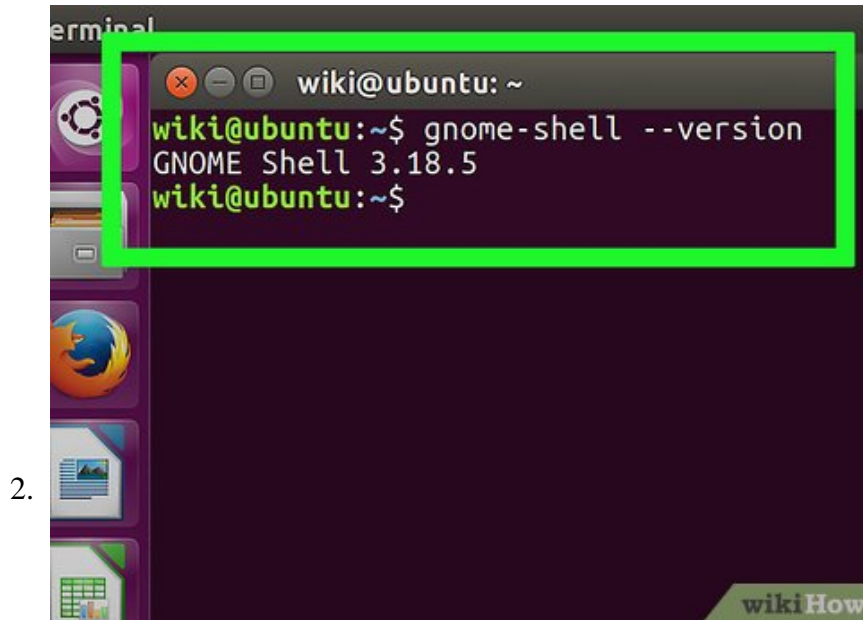 erminal
wiki@ubuntu: ~
wiki@ubuntu:~$ gnome-shell --version
GNOME Shell 3.18.5
wiki@ubuntu:~$
2.
wikiHow